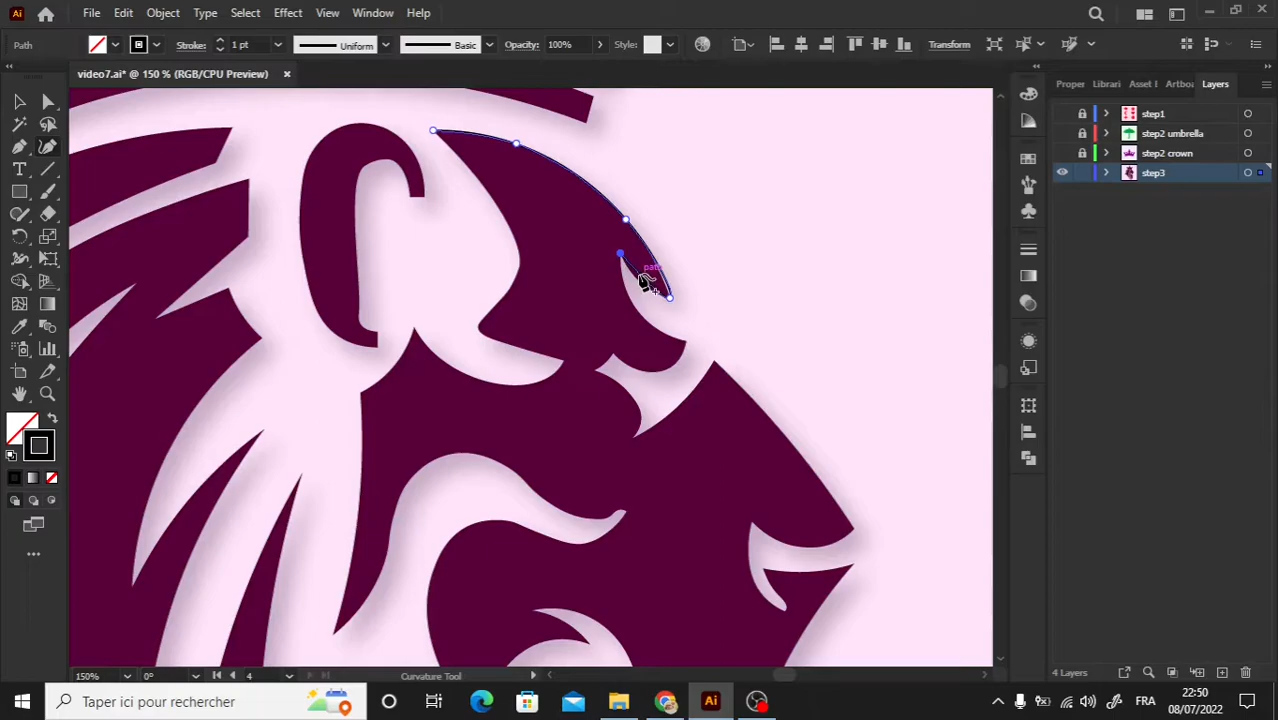 Ai File Edit Object Type Select Effect View Window Help
Path Stroke: 1 pt Uniform Basic Opacity: 100% Style: Transform
video7.ai* @ 150 % (RGB/CPU Preview) ×
Proper Librari Asset I Artboa Layers
step1
step2 umbrella
step2 crown
step3
path
150% 0° 4 Curvature Tool
4 Layers
Taper ici pour rechercher
Ai
FRA
22:50
08/07/2022